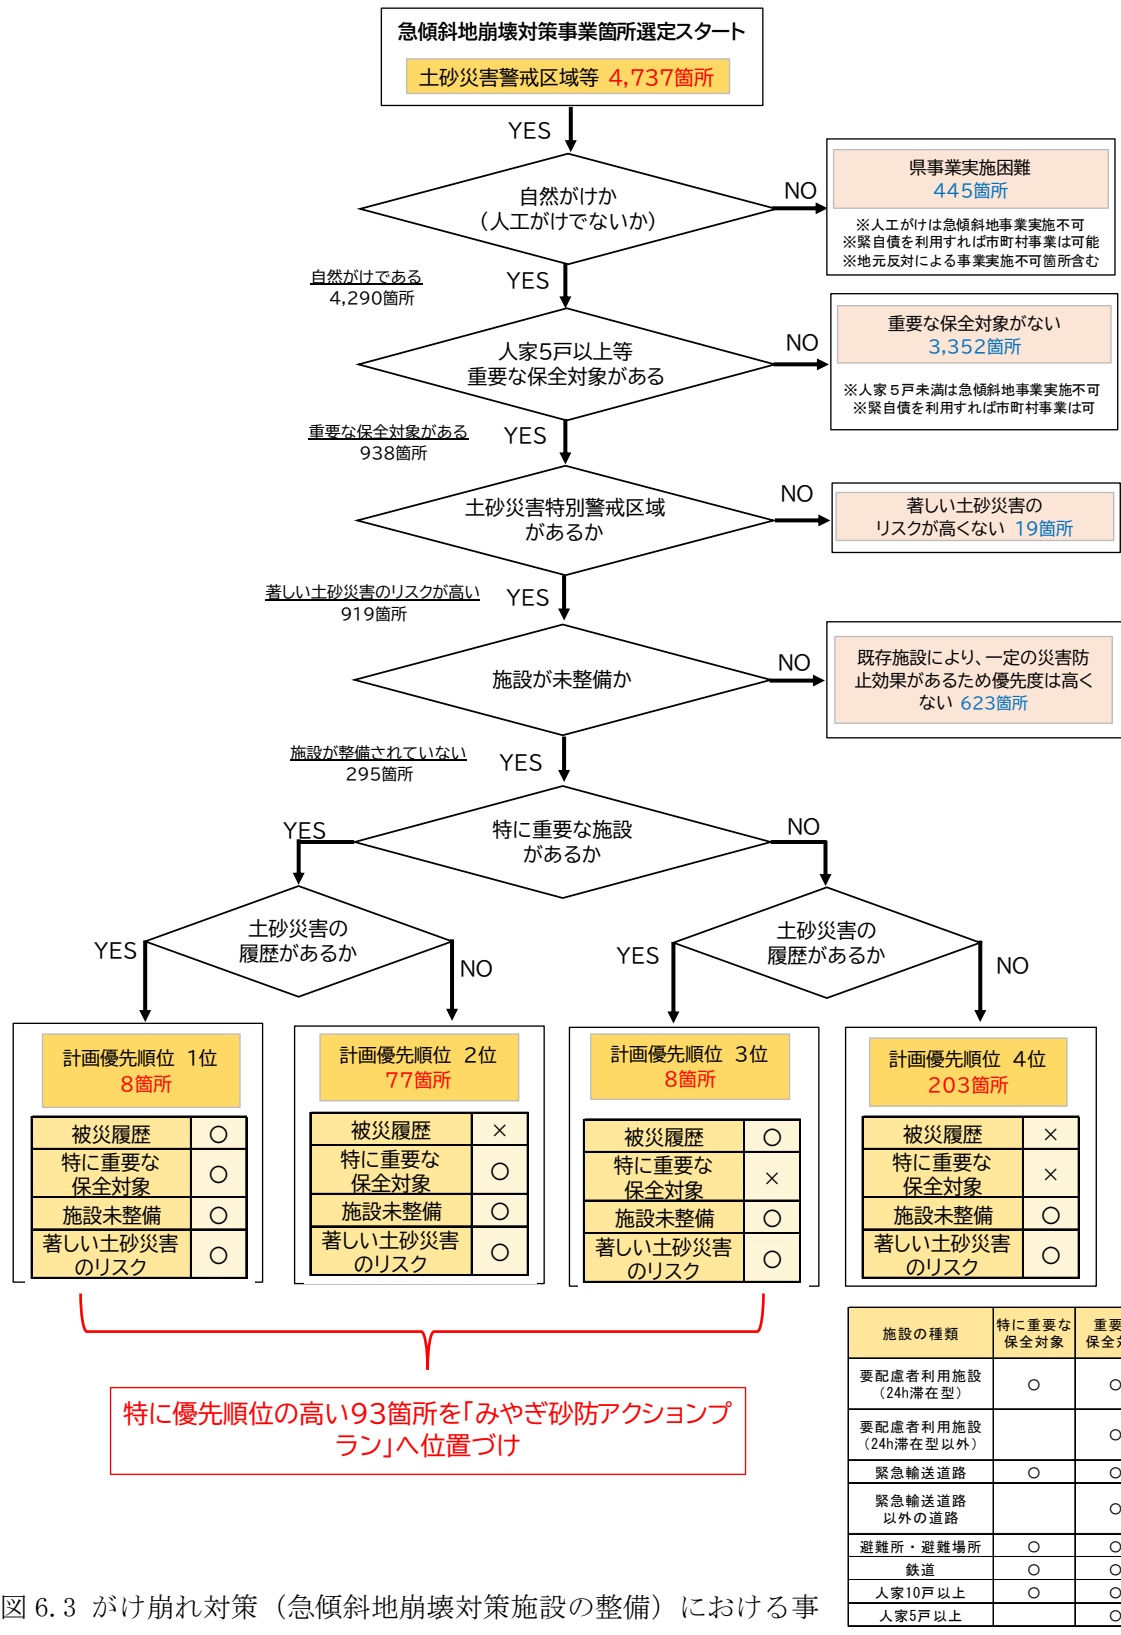 急傾斜地崩壊対策事業箇所選定スタート
土砂災害警戒区域等 4,737箇所
YES
自然がけか
（人工がけでないか）
NO
県事業実施困難
445箇所
※人工がけは急傾斜地事業実施不可
※緊自債を利用すれば市町村事業は可能
※地元反対による事業実施不可箇所含む
自然がけである
4,290箇所
YES
人家5戸以上等
重要な保全対象がある
NO
重要な保全対象がない
3,352箇所
※人家５戸未満は急傾斜地事業実施不可
※緊自債を利用すれば市町村事業は可
重要な保全対象がある
938箇所
YES
土砂災害特別警戒区域
があるか
NO
著しい土砂災害の
リスクが高くない 19箇所
著しい土砂災害のリスクが高い
919箇所
YES
施設が未整備か
NO
既存施設により、一定の災害防
止効果があるため優先度は高く
ない 623箇所
施設が整備されていない
295箇所
YES
特に重要な施設
があるか
YES
NO
土砂災害の
履歴があるか
YES
NO
土砂災害の
履歴があるか
YES
NO
計画優先順位 1位
8箇所
被災履歴 ○
特に重要な
保全対象 ○
施設未整備 ○
著しい土砂災害
のリスク ○
計画優先順位 2位
77箇所
被災履歴 ×
特に重要な
保全対象 ○
施設未整備 ○
著しい土砂災害
のリスク ○
計画優先順位 3位
8箇所
被災履歴 ○
特に重要な
保全対象 ×
施設未整備 ○
著しい土砂災害
のリスク ○
計画優先順位 4位
203箇所
被災履歴 ×
特に重要な
保全対象 ×
施設未整備 ○
著しい土砂災害
のリスク ○
特に優先順位の高い93箇所を「みやぎ砂防アクションプ
ラン」へ位置づけ
施設の種類 特に重要な 重要
保全対象 保全対
要配慮者利用施設
（24h滞在型） ○ ○
要配慮者利用施設
（24h滞在型以外） ○
緊急輸送道路 ○ ○
緊急輸送道路
以外の道路 ○
避難所・避難場所 ○ ○
鉄道 ○ ○
人家10戸以上 ○ ○
人家5戸以上 ○
図 6.3 がけ崩れ対策（急傾斜地崩壊対策施設の整備）における事